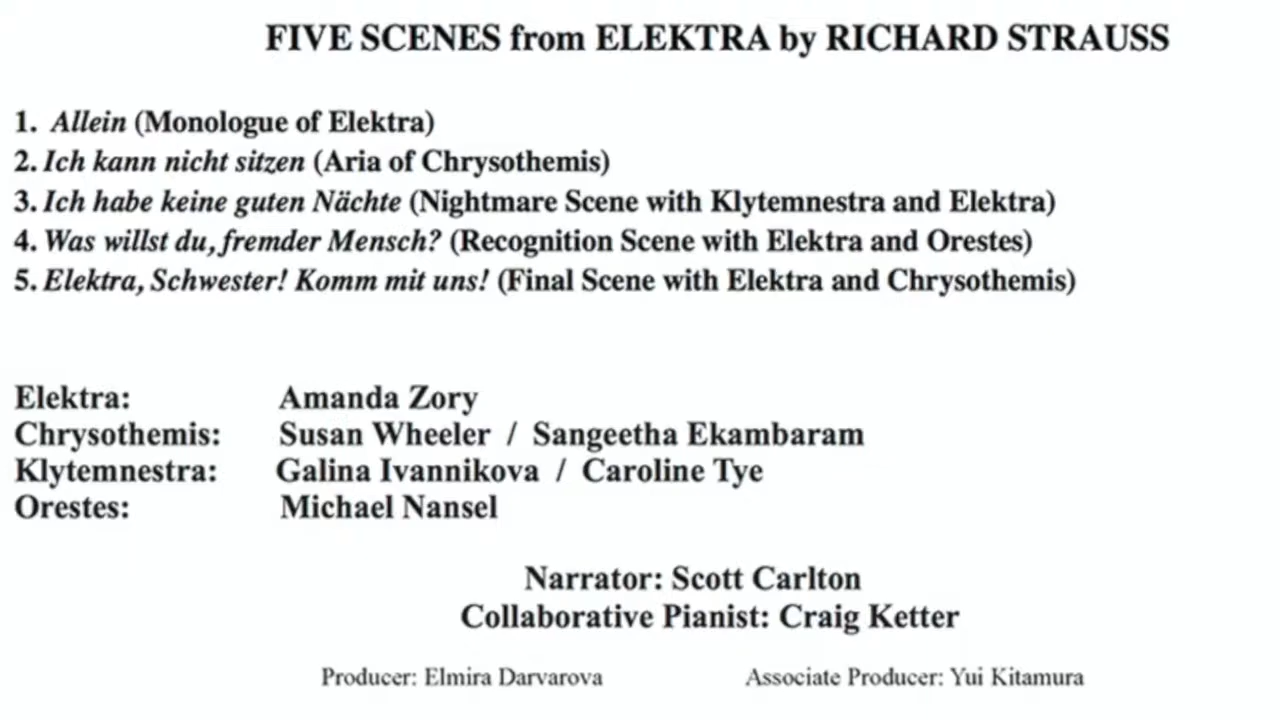 FIVE SCENES from ELEKTRA by RICHARD STRAUSS
1. Allein (Monologue of Elektra)
2. Ich kann nicht sitzen (Aria of Chrysothemis)
3. Ich habe keine guten Nächte (Nightmare Scene with Klytemnestra and Elektra)
4. Was willst du, fremder Mensch? (Recognition Scene with Elektra and Orestes)
5. Elektra, Schwester! Komm mit uns! (Final Scene with Elektra and Chrysothemis)
Elektra: Amanda Zory
Chrysothemis: Susan Wheeler / Sangeetha Ekambaram
Klytemnestra: Galina Ivannikova / Caroline Tye
Orestes: Michael Nansel
Narrator: Scott Carlton
Collaborative Pianist: Craig Ketter
Producer: Elmira Darvarova Associate Producer: Yui Kitamura